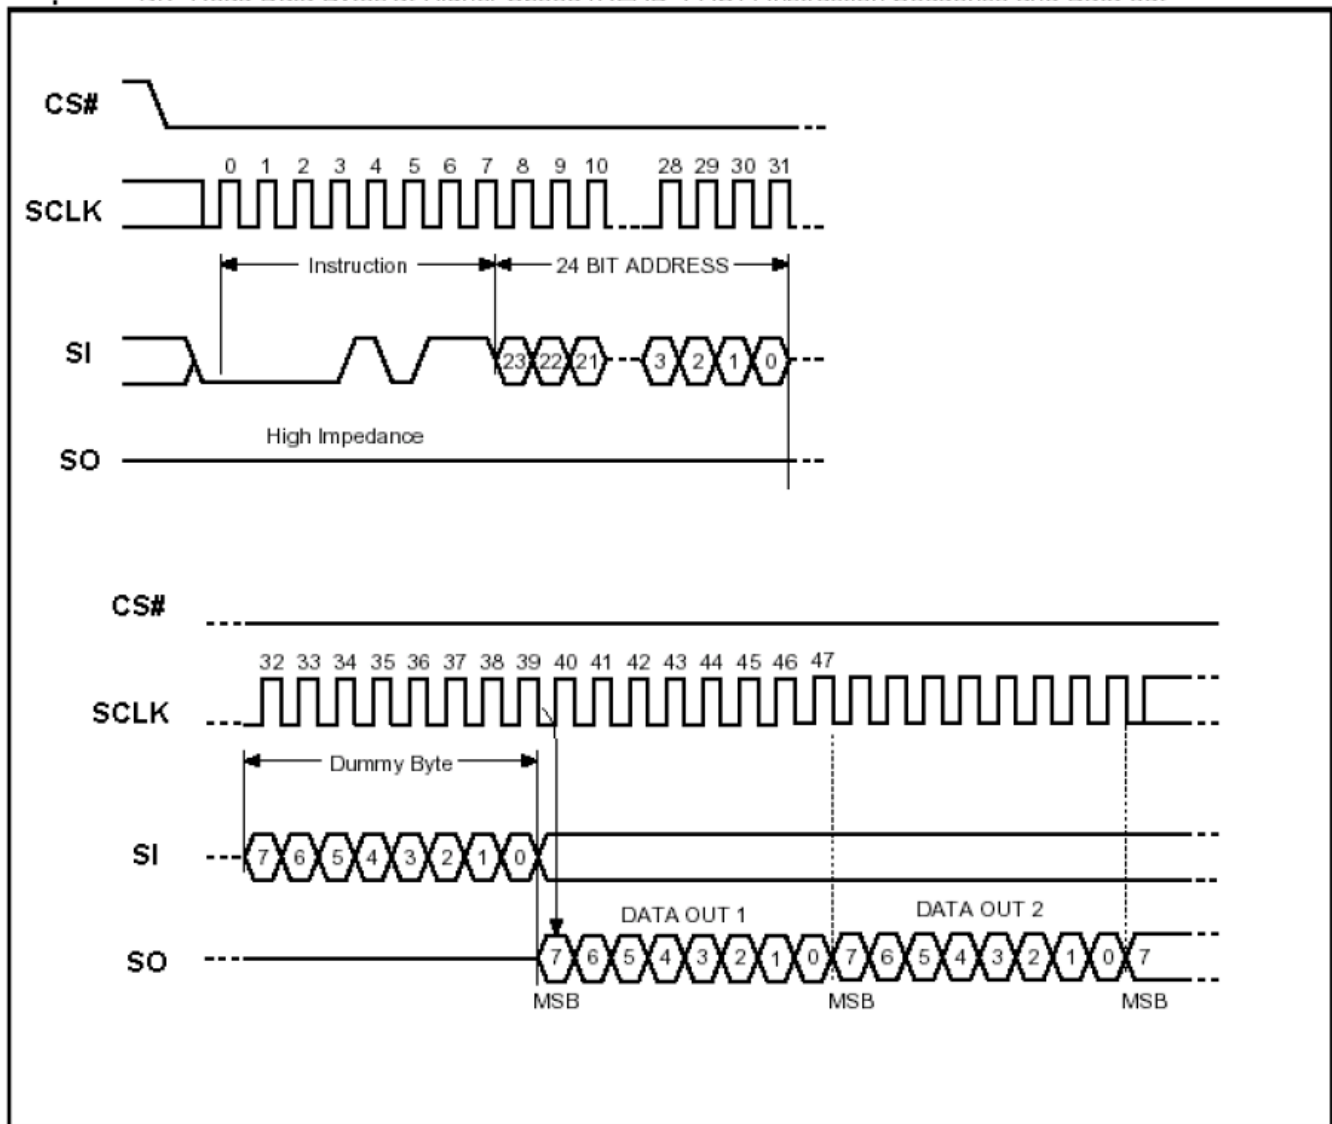 CS#
0 1 2 3 4 5 6 7 8 9 10 28 29 30 31
SCLK
Instruction 24 BIT ADDRESS
SI 23 22 21 3 2 1 0
High Impedance
SO
CS#
32 33 34 35 36 37 38 39 40 41 42 43 44 45 46 47
SCLK
Dummy Byte
SI 7 6 5 4 3 2 1 0
DATA OUT 1 DATA OUT 2
SO 7 6 5 4 3 2 1 0 7 6 5 4 3 2 1 0 7
MSB MSB MSB